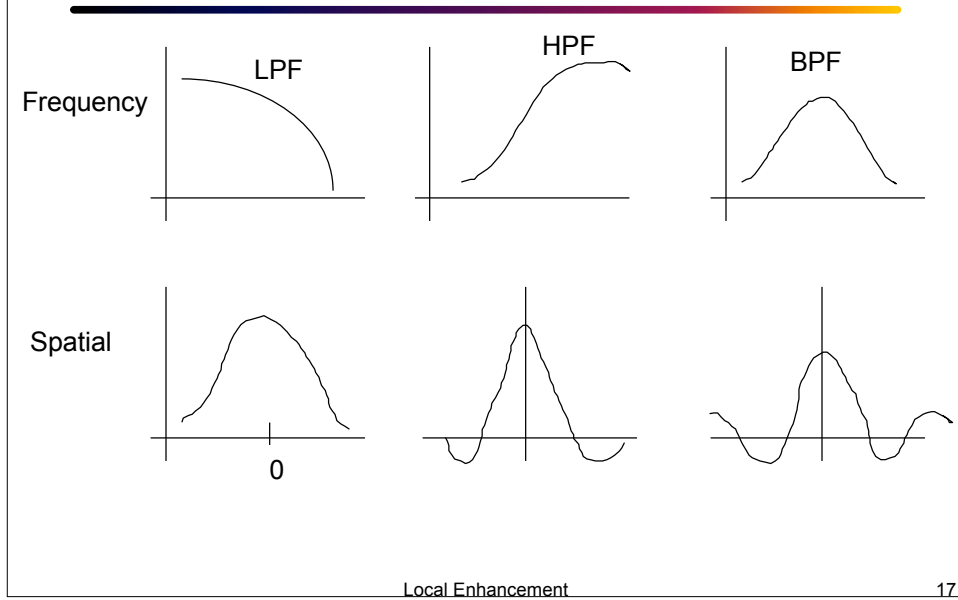 LPF
HPF
BPF
Frequency
Spatial
0
Local Enhancement
17